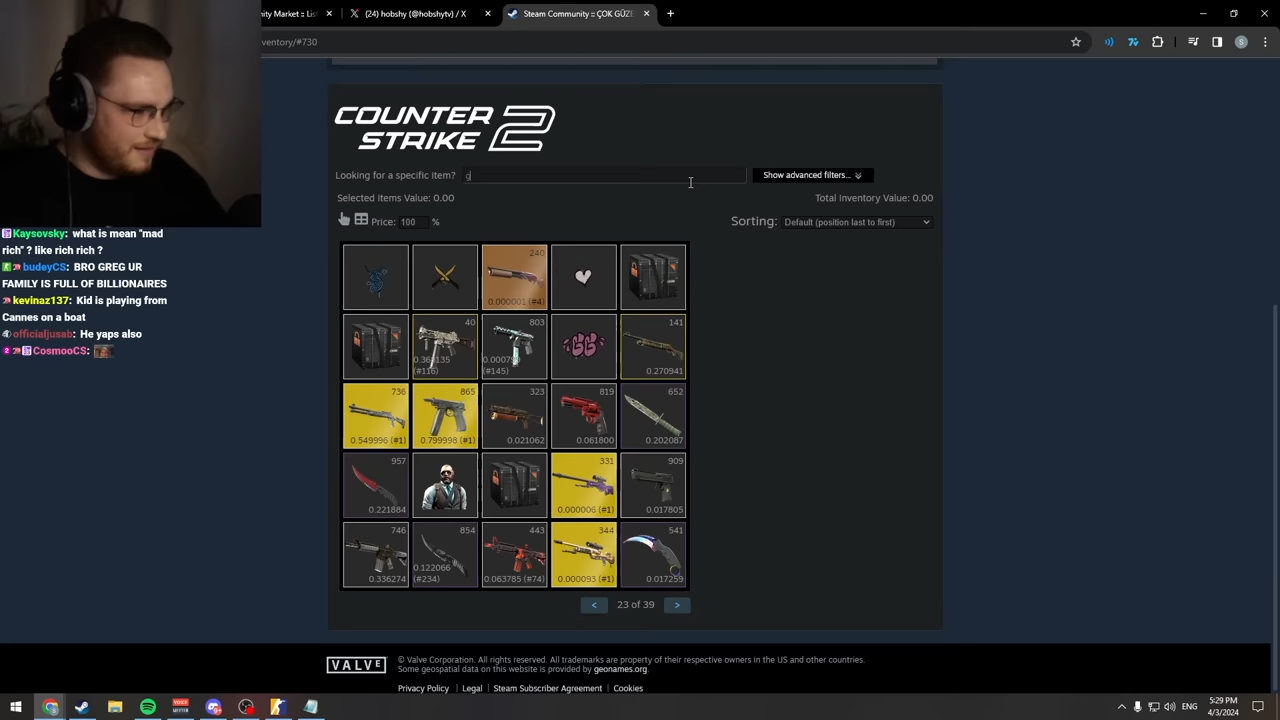 nity Market :: List
(24) hobshy (@hobshytv) / X
Steam Community :: ÇOK GÜZE
ventory/#730
COUNTER
STRIKE 2
Looking for a specific item?
g
Show advanced filters...
Selected Items Value: 0.00
Total Inventory Value: 0.00
Price: 100 %
Sorting:
Default (position last to first)
Kaysovsky: what is mean "mad
rich" ? like rich rich ?
budeyCS: BRO GREG UR
FAMILY IS FULL OF BILLIONAIRES
kevinaz137: Kid is playing from
Cannes on a boat
officialjusab: He yaps also
CosmooCS:
240
0.000001 (#4)
40
0.368135
(#116)
803
(#145)
GG
141
0.270941
736
0.549996 (#1)
865
0.799998 (#1)
323
0.021062
819
0.061800
652
0.202087
957
0.221884
331
0.000006 (#1)
909
0.017805
746
0.336274
854
0.122066
(#234)
443
0.063785 (#74)
344
0.000093 (#1)
541
0.017259
<
23 of 39
>
VALVE
© Valve Corporation. All rights reserved. All trademarks are property of their respective owners in the US and other countries.
Some geospatial data on this website is provided by geonames.org.
Privacy Policy | Legal | Steam Subscriber Agreement | Cookies
VOICE
MEETER
ENG
5:29 PM
4/3/2024